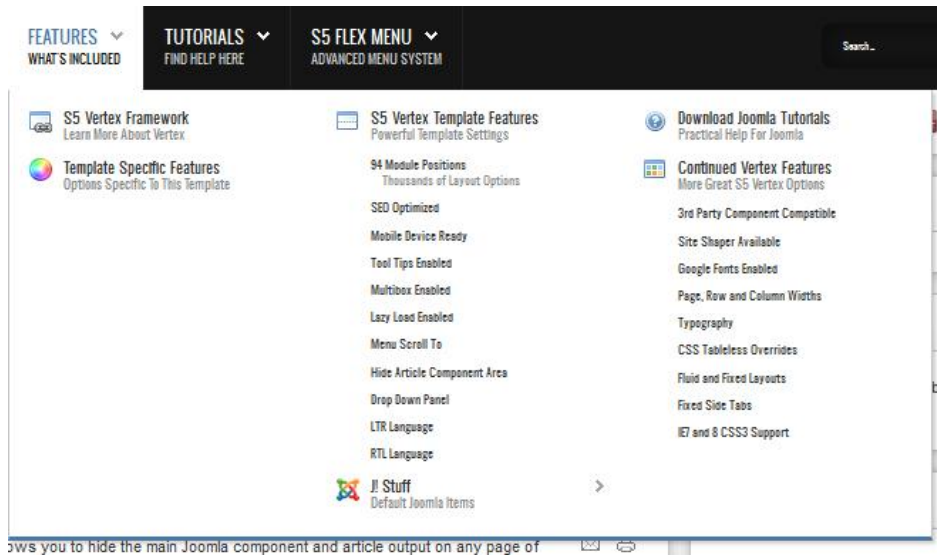 FEATURES
WHAT'S INCLUDED
TUTORIALS
FIND HELP HERE
S5 FLEX MENU
ADVANCED MENU SYSTEM
Search...
S5 Vertex Framework
Learn More About Vertex
Template Specific Features
Options Specific To This Template
S5 Vertex Template Features
Powerful Template Settings
94 Module Positions
Thousands of Layout Options
SEO Optimized
Mobile Device Ready
Tool Tips Enabled
Multibox Enabled
Lazy Load Enabled
Menu Scroll To
Hide Article Component Area
Drop Down Panel
LTR Language
RTL Language
J! Stuff
Default Joomla Items
Download Joomla Tutorials
Practical Help For Joomla
Continued Vertex Features
More Great S5 Vertex Options
3rd Party Component Compatible
Site Shaper Available
Google Fonts Enabled
Page, Row and Column Widths
Typography
CSS Tableless Overrides
Fluid and Fixed Layouts
Fixed Side Tabs
IE7 and 8 CSS3 Support
ows you to hide the main Joomla component and article output on any page of